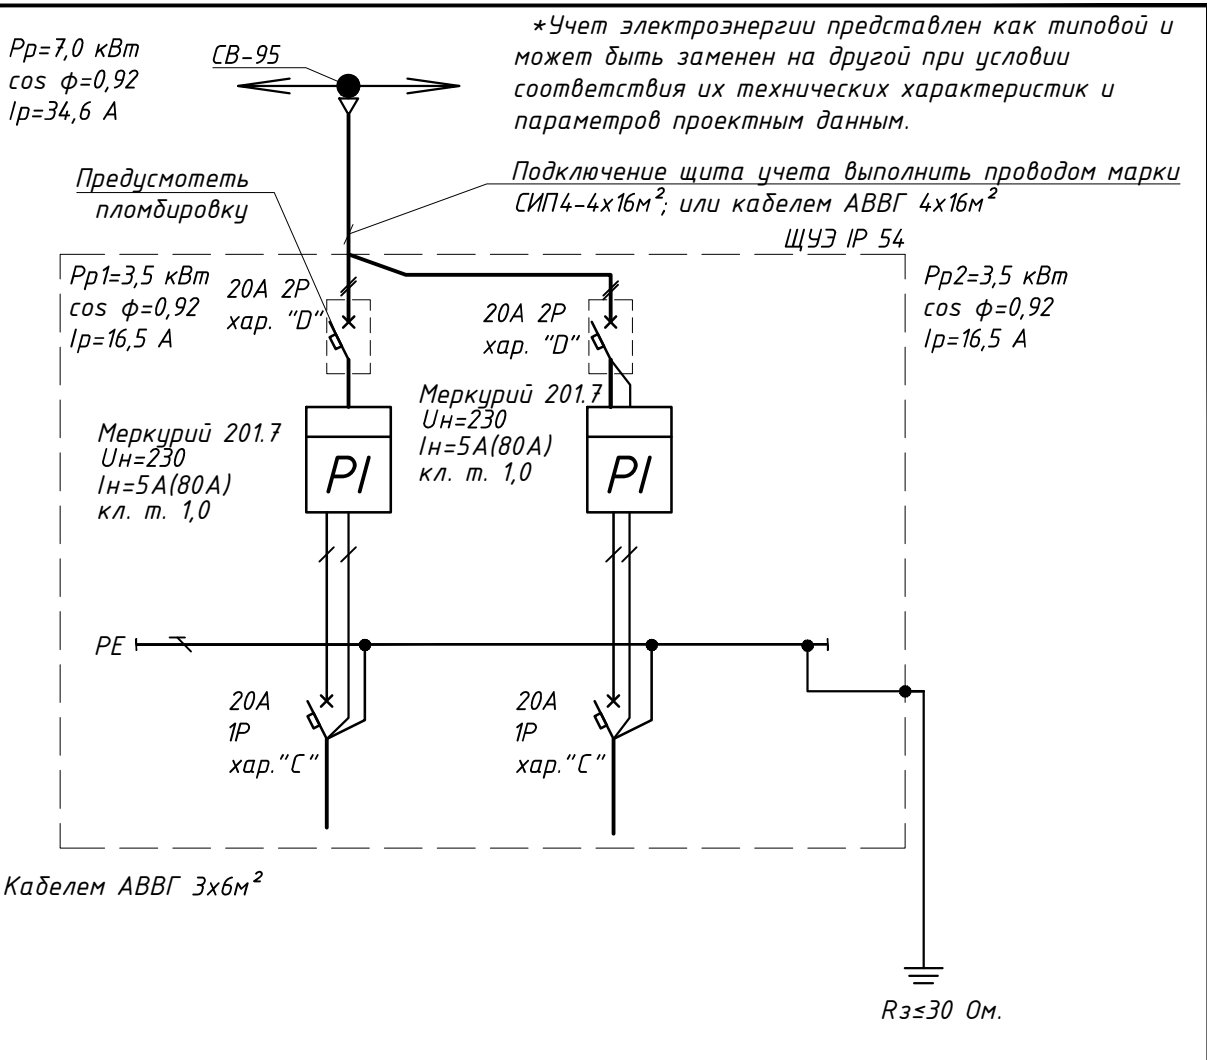 Рр=7,0 кВт
cos φ=0,92
Iр=34,6 А
СВ-95
*Учет электроэнергии представлен как типовой и
может быть заменен на другой при условии
соответствия их технических характеристик и
параметров проектным данным.
Предусмотеть
пломбировку
Подключение щита учета выполнить проводом марки
СИП4-4х16м²; или кабелем АВВГ 4х16м²
ЩУЭ IP 54
Рр1=3,5 кВт
cos φ=0,92
Iр=16,5 А
20А 2Р
хар. "D"
20А 2Р
хар. "D"
Рр2=3,5 кВт
cos φ=0,92
Iр=16,5 А
Меркурий 201.7
Uн=230
Iн=5А(80А)
кл. т. 1,0
PI
Меркурий 201.7
Uн=230
Iн=5А(80А)
кл. т. 1,0
PI
PE
20А
1Р
хар."С"
20А
1Р
хар."С"
Кабелем АВВГ 3х6м²
Rз≤30 Ом.